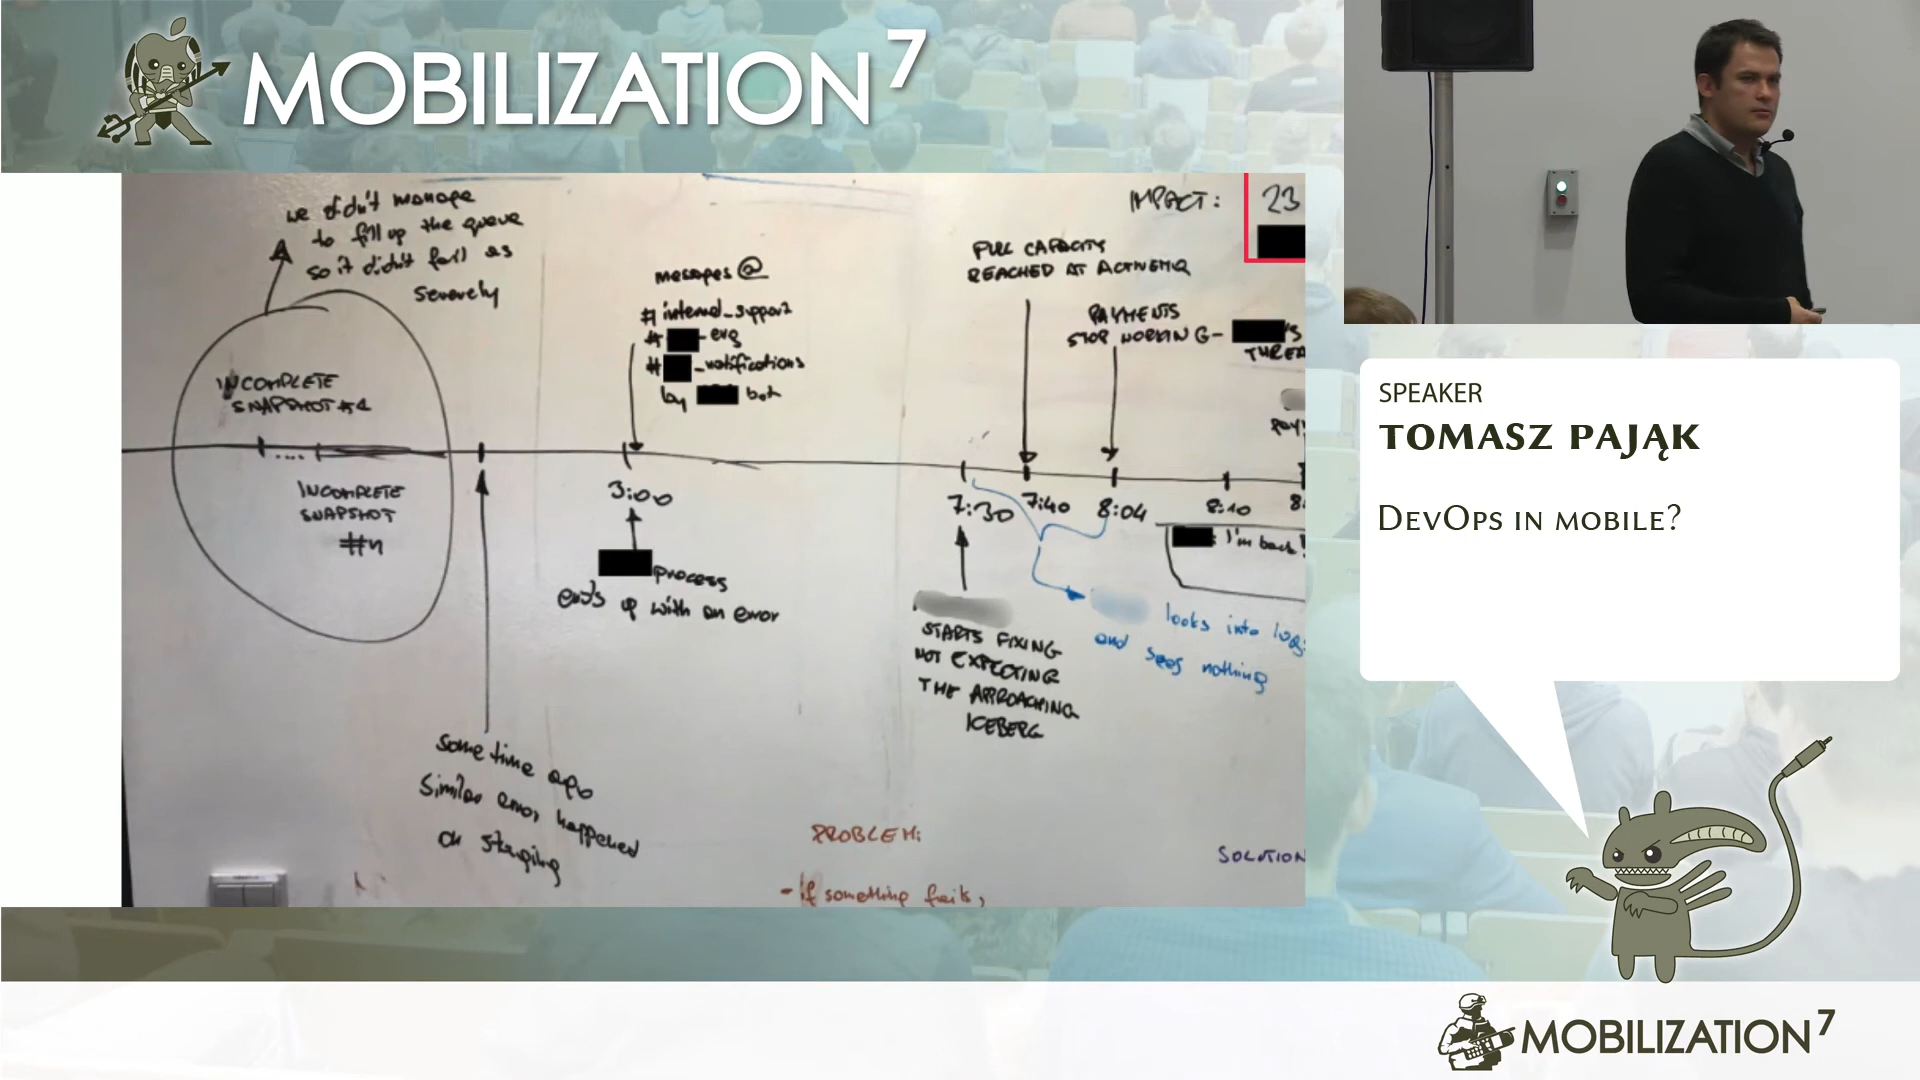 MOBILIZATION 7
we didn't manage
to fill up the queue
so it didn't fail as
severely
INCOMPLETE
SNAPSHOT #1
INCOMPLETE
SNAPSHOT
#n
some time ago
similar error happened
on staging
messages @
# internal_support
# -eng
# _notifications
by bot
3:00
process
ends up with an error
IMPACT: 23
FULL CAPACITY
REACHED AT ACTIVEMQ
PAYMENTS
STOP WORKING -
7:30
7:40
8:04
8:10
I'm back!
STARTS FIXING
NOT EXPECTING
THE APPROACHING
ICEBERG
looks into
and sees nothing
PROBLEM:
- if something fails,
SOLUTION
SPEAKER
TOMASZ PAJĄK
DEVOPS IN MOBILE?
MOBILIZATION 7